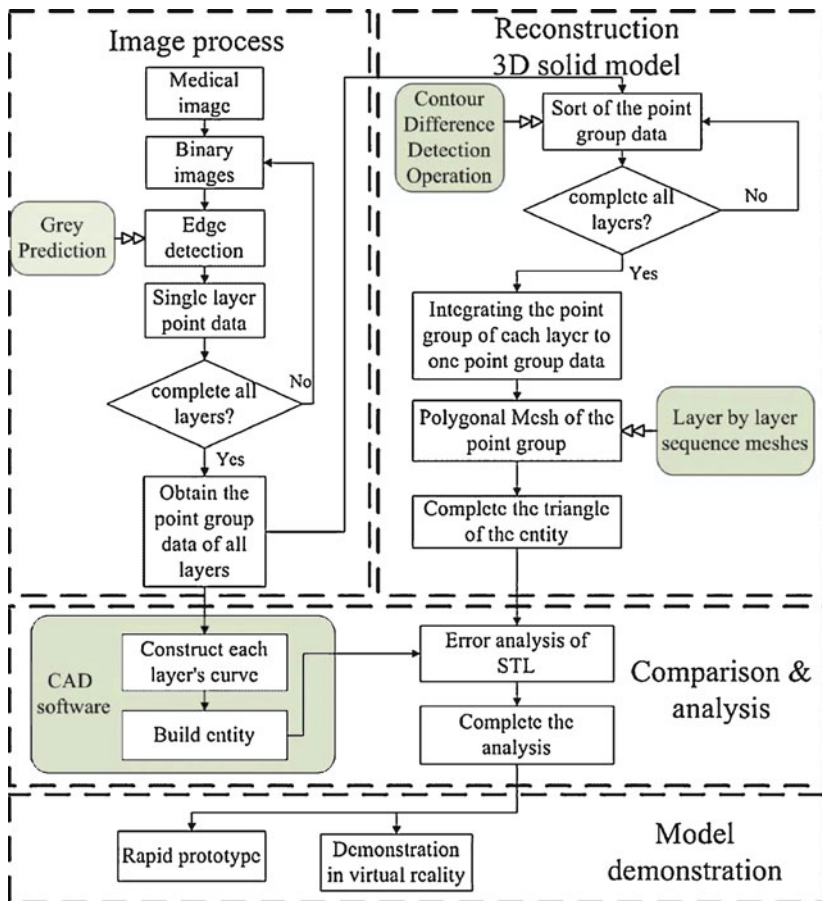 Image process
Medical
image
Binary
images
Grey
Prediction
Edge
detection
Single layer
point data
complete all
layers?
No
Yes
Obtain the
point group
data of all
layers
Reconstruction
3D solid model
Contour
Difference
Detection
Operation
Sort of the point
group data
complete all
layers?
No
Yes
Integrating the point
group of each layer to
one point group data
Polygonal Mesh of the
point group
Layer by layer
sequence meshes
Complete the triangle
of the entity
CAD
software
Construct each
layer's curve
Build entity
Error analysis of
STL
Complete the
analysis
Comparison &
analysis
Rapid prototype
Demonstration
in virtual reality
Model
demonstration